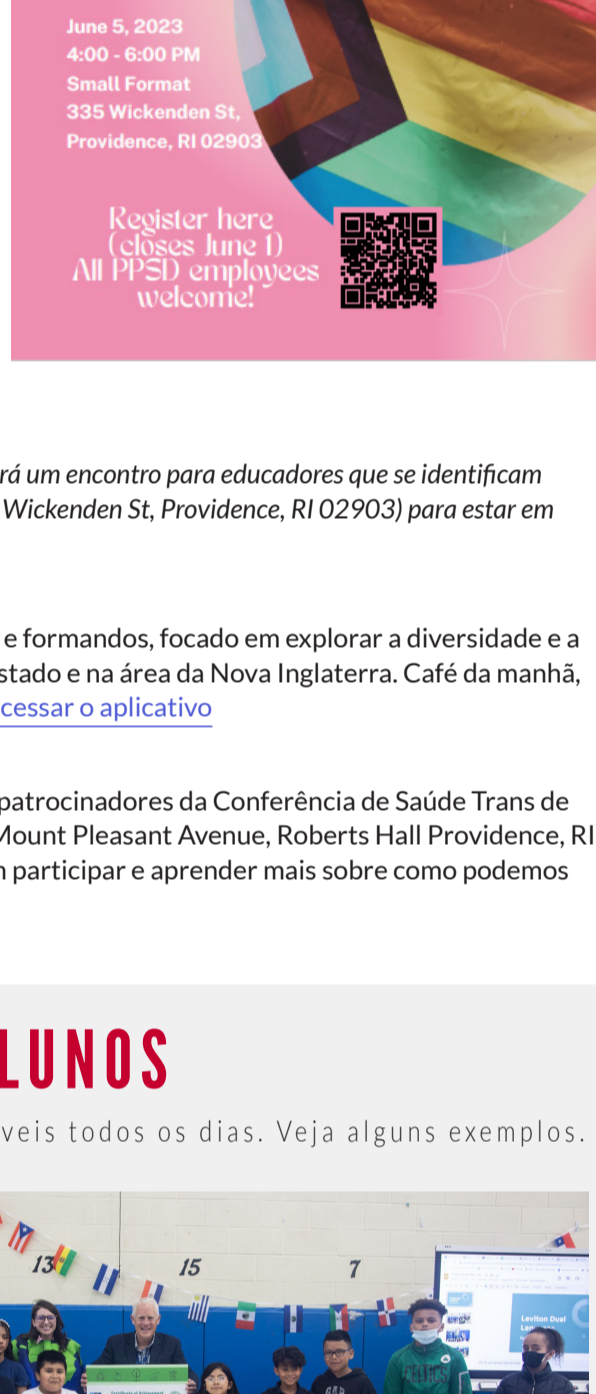 June 5, 2023
4:00 - 6:00 PM
Small Format
335 Wickenden St,
Providence, RI 02903
Register here
(closes June 1)
All PPSD employees
welcome!
rá um encontro para educadores que se identificam
Wickenden St, Providence, RI 02903) para estar em
e formandos, focado em explorar a diversidade e a
stado e na área da Nova Inglaterra. Café da manhã,
cessar o aplicativo
patrocinadores da Conferência de Saúde Trans de
Mount Pleasant Avenue, Roberts Hall Providence, RI
participar e aprender mais sobre como podemos
LUNOS
veis todos os dias. Veja alguns exemplos.
13
15
7
Leviton Dual
CELTICS
GAP